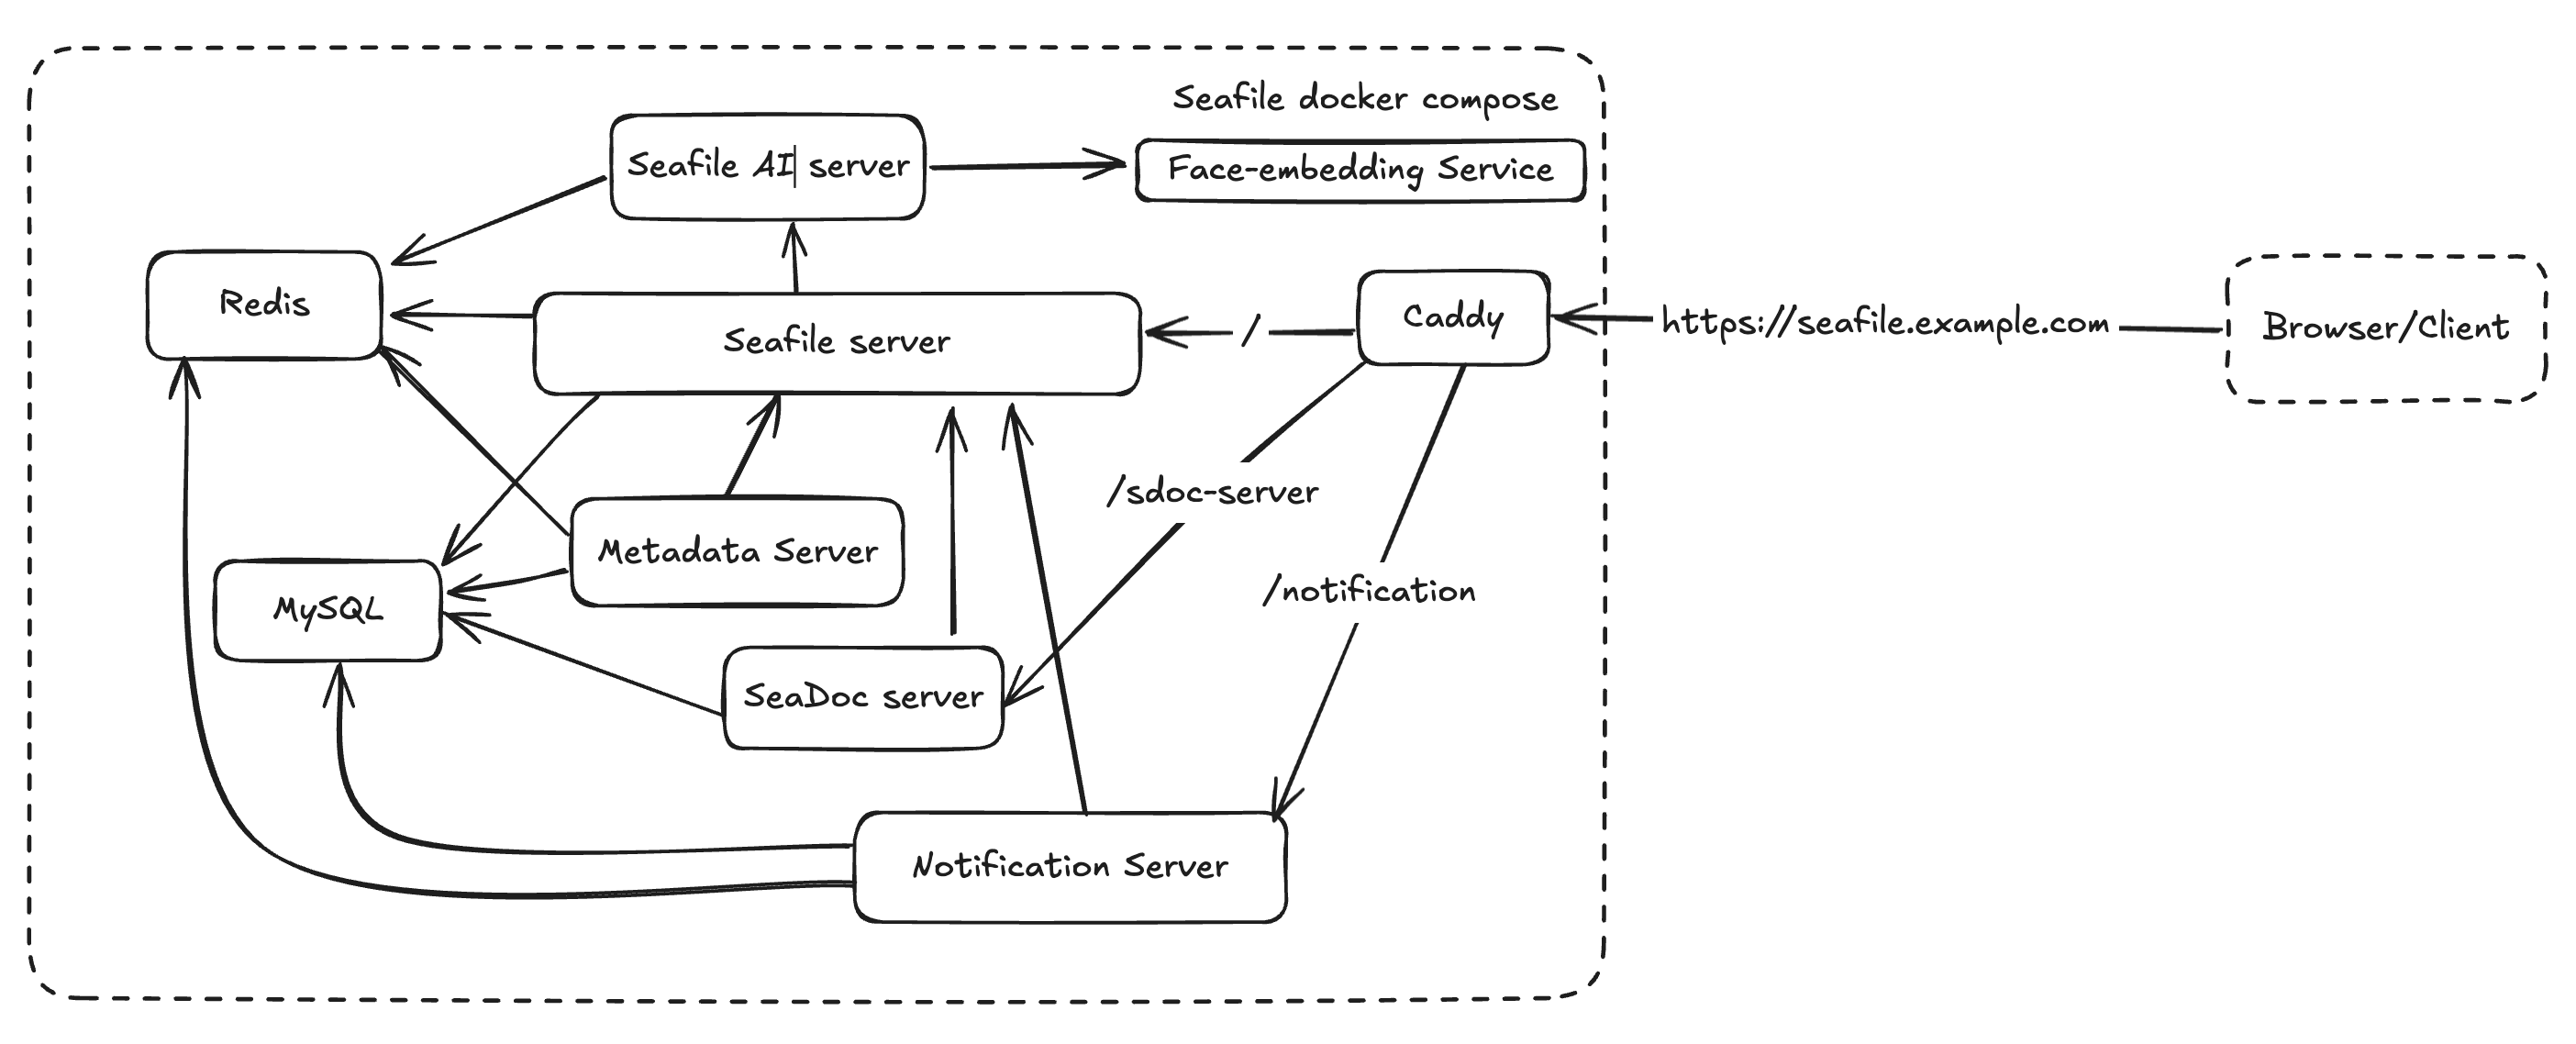 Seafile docker compose
Seafile AI server
Face-embedding Service
Redis
Seafile server
/
Caddy
https://seafile.example.com
Browser/Client
/sdoc-server
Metadata Server
/notification
MySQL
SeaDoc server
Notification Server